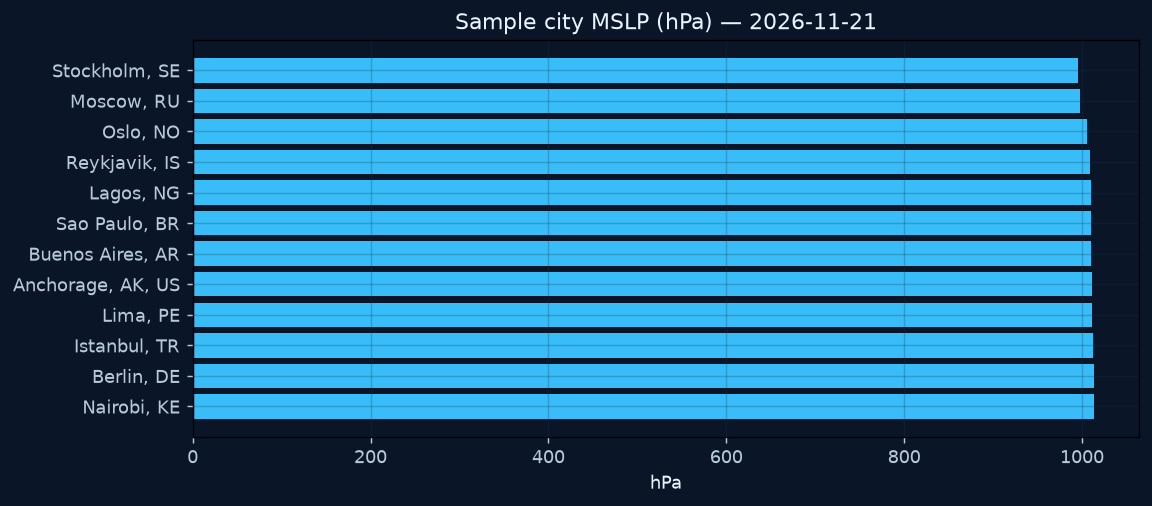 Sample city MSLP (hPa) — 2026-11-21
Stockholm, SE
Moscow, RU
Oslo, NO
Reykjavik, IS
Lagos, NG
Sao Paulo, BR
Buenos Aires, AR
Anchorage, AK, US
Lima, PE
Istanbul, TR
Berlin, DE
Nairobi, KE
0 200 400 600 800 1000
hPa